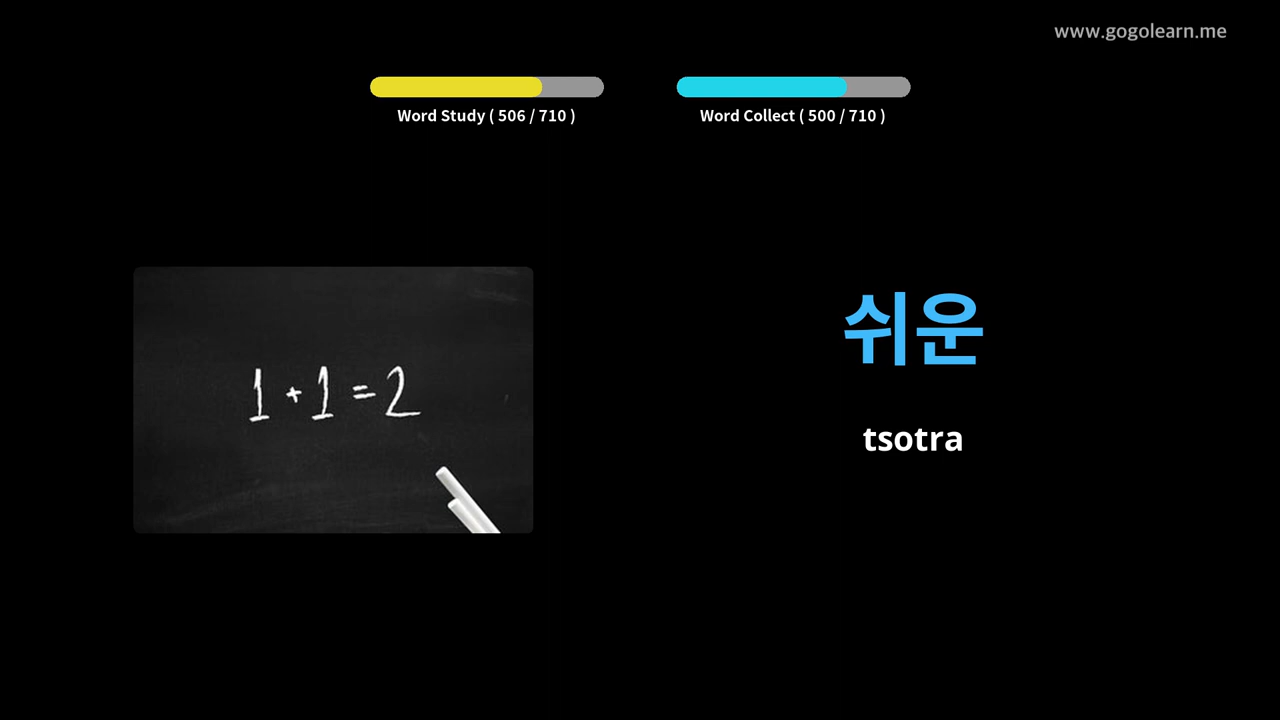 www.gogolearn.me
Word Study ( 506 / 710 )
Word Collect ( 500 / 710 )
1 + 1 = 2
쉬운
tsotra